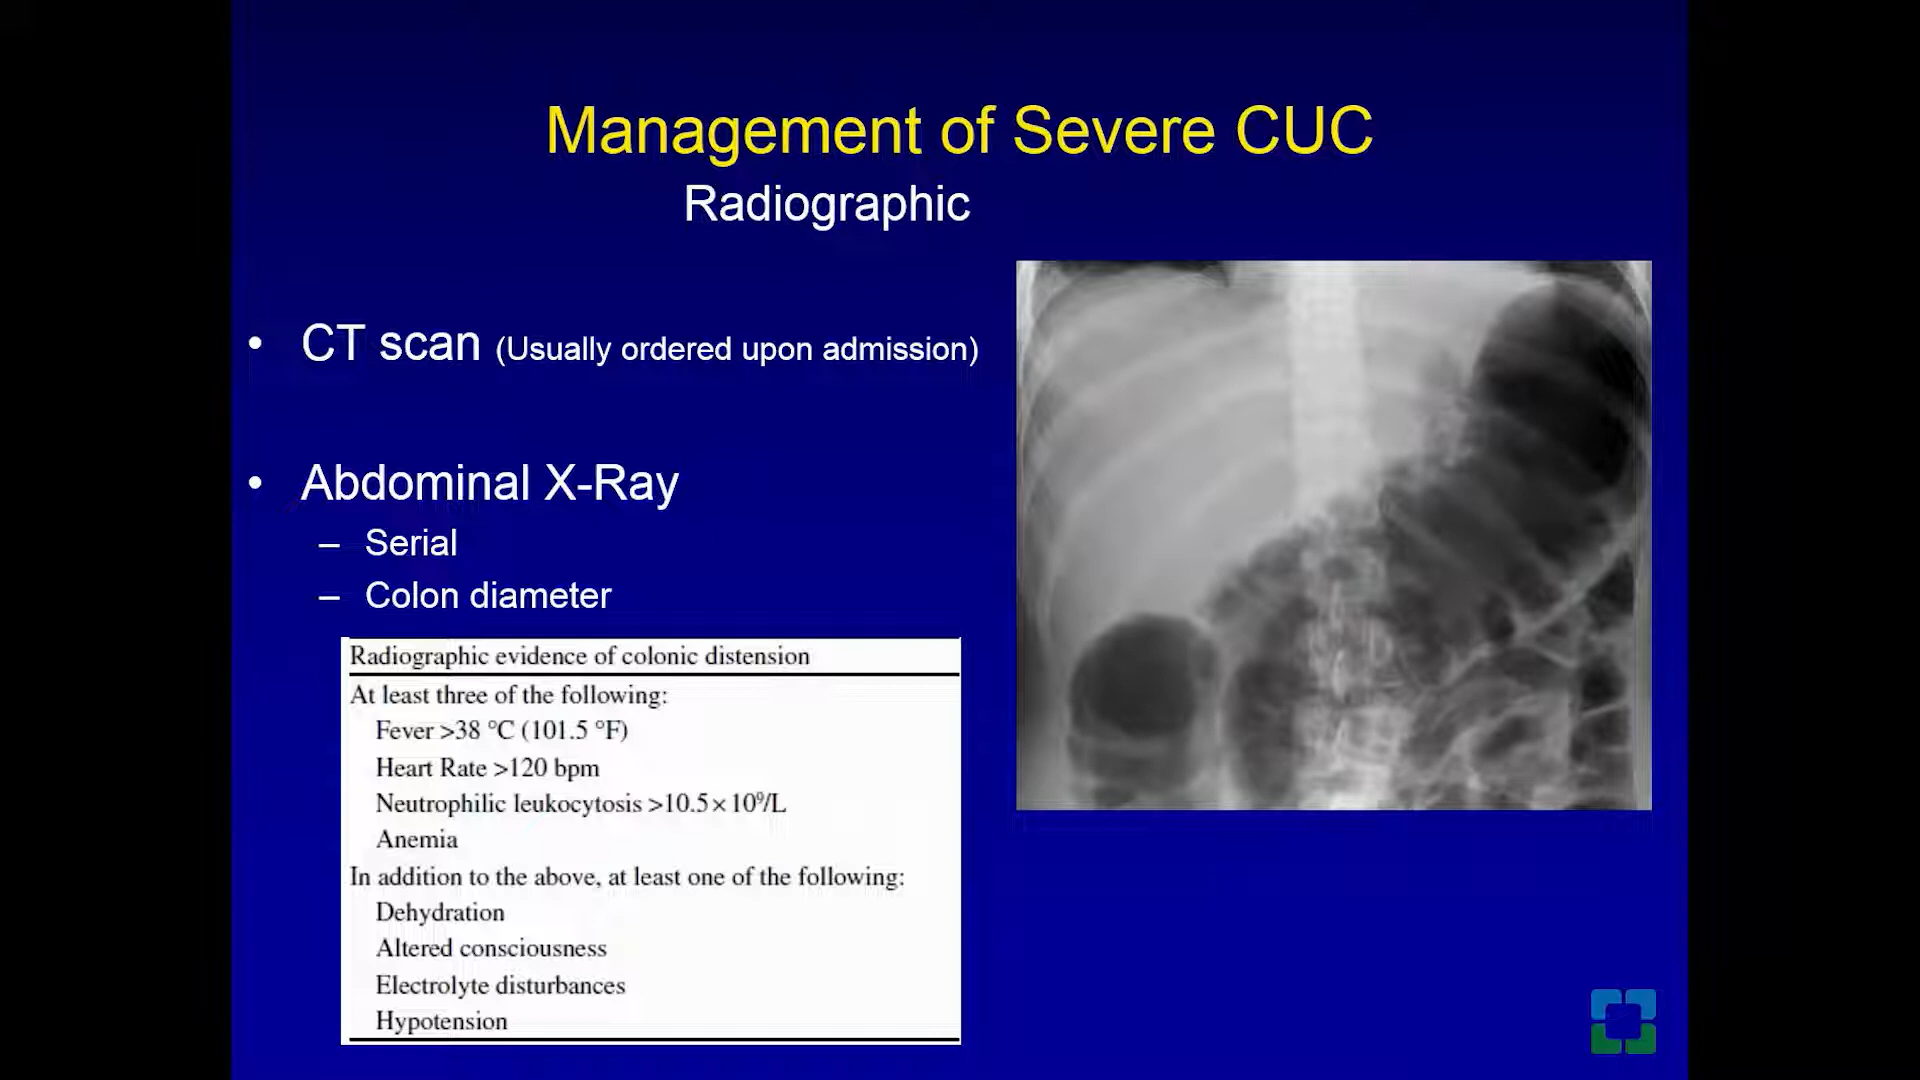 Management of Severe CUC
Radiographic
• CT scan (Usually ordered upon admission)
• Abdominal X-Ray
– Serial
– Colon diameter
Radiographic evidence of colonic distension
At least three of the following:
Fever >38 °C (101.5 °F)
Heart Rate >120 bpm
Neutrophilic leukocytosis >10.5×10⁹/L
Anemia
In addition to the above, at least one of the following:
Dehydration
Altered consciousness
Electrolyte disturbances
Hypotension